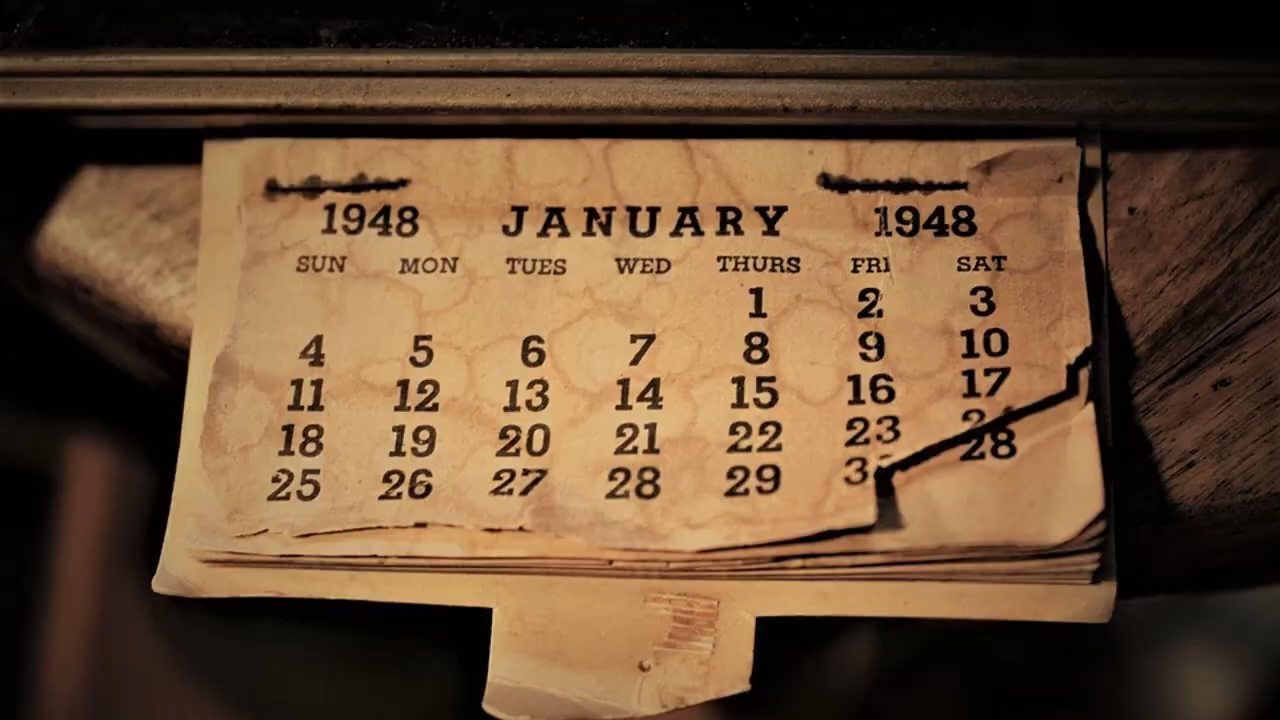 1948 JANUARY 1948
SUN MON TUES WED THURS FRI SAT
1 2 3
4 5 6 7 8 9 10
11 12 13 14 15 16 17
18 19 20 21 22 23
28
25 26 27 28 29